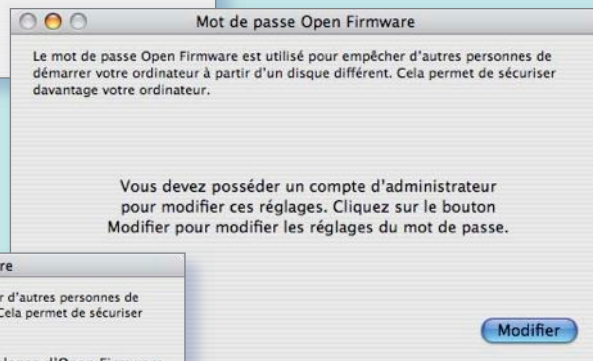 Mot de passe Open Firmware
Le mot de passe Open Firmware est utilisé pour empêcher d'autres personnes de
démarrer votre ordinateur à partir d'un disque différent. Cela permet de sécuriser
davantage votre ordinateur.
Vous devez posséder un compte d'administrateur
pour modifier ces réglages. Cliquez sur le bouton
Modifier pour modifier les réglages du mot de passe.
Modifier
re
r d'autres personnes de
Cela permet de sécuriser
d'Open Firmware